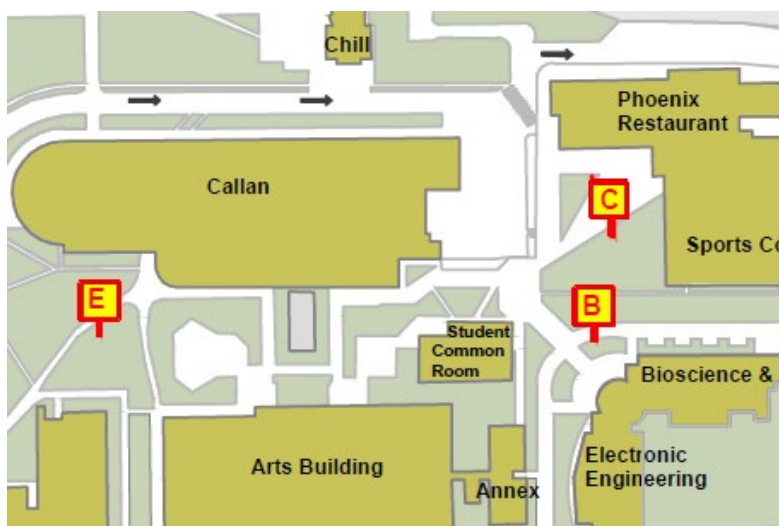 Chill
Phoenix
Restaurant
Callan
C
Sports Co
E
B
Student
Common
Room
Bioscience &
Arts Building
Electronic
Engineering
Annex